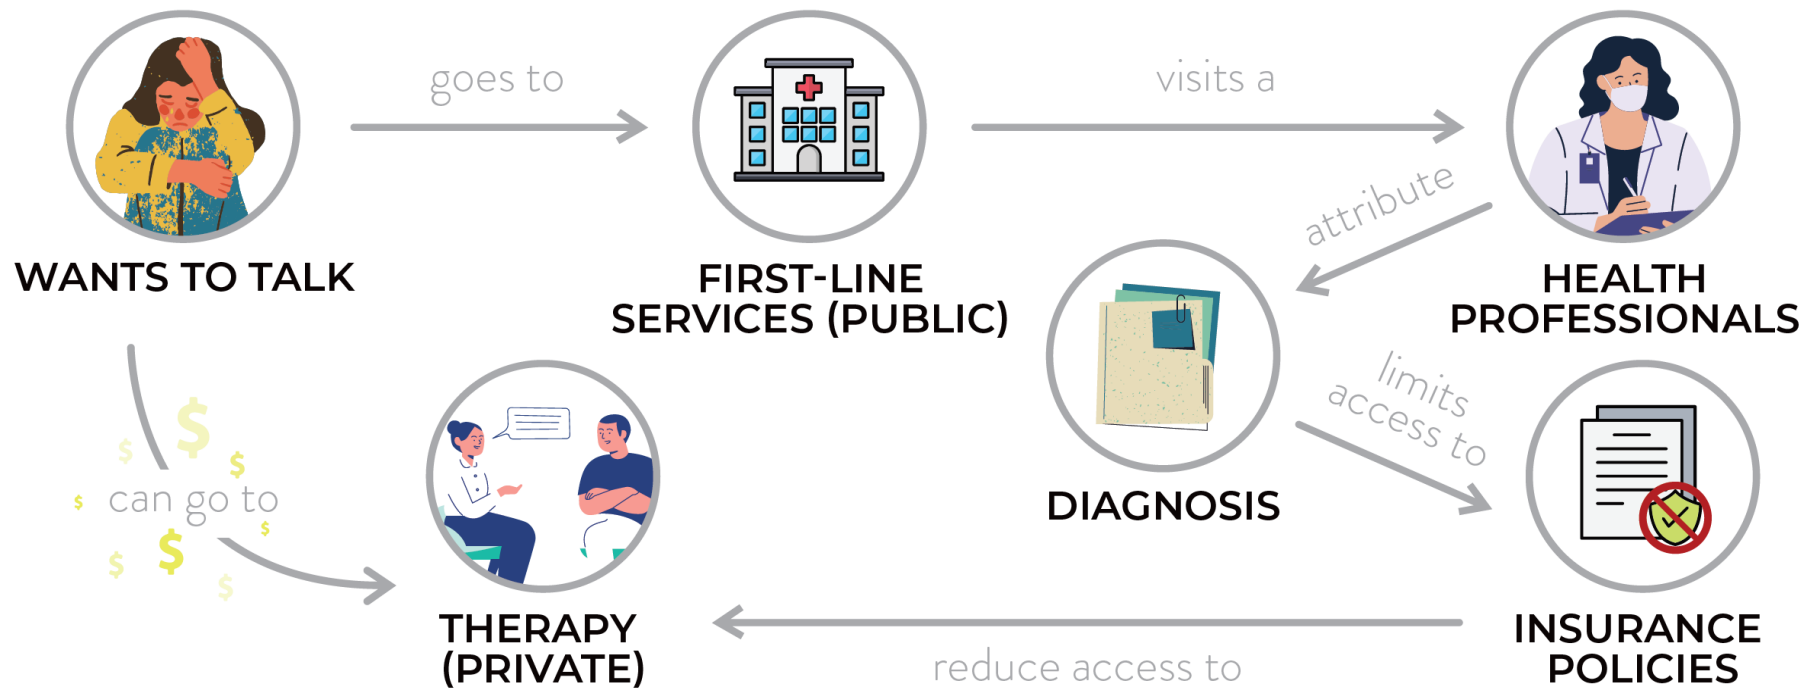 goes to
visits a
attribute
WANTS TO TALK
FIRST-LINE
SERVICES (PUBLIC)
HEALTH
PROFESSIONALS
limits
access to
$
$
$
$
can go to
$
$
$
$
DIAGNOSIS
THERAPY
(PRIVATE)
INSURANCE
POLICIES
reduce access to